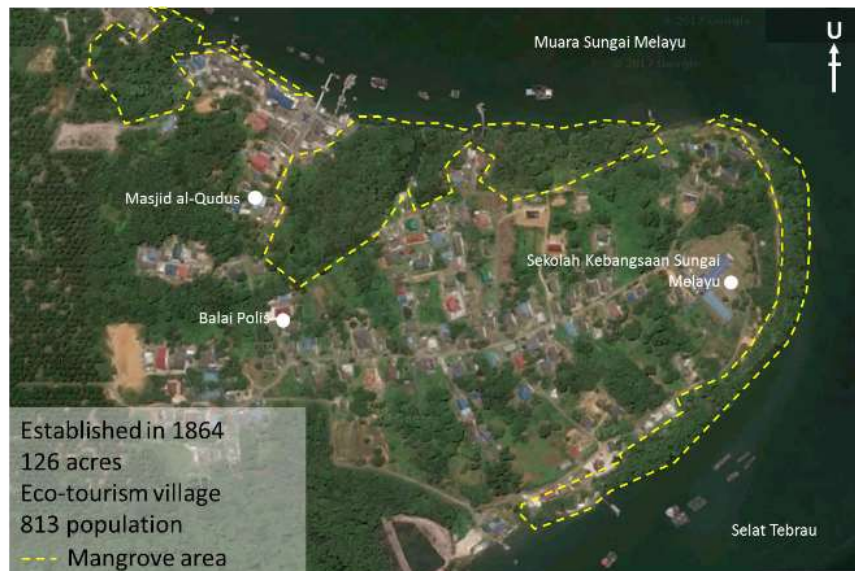 Muara Sungai Melayu
U
Masjid al-Qudus
Sekolah Kebangsaan Sungai
Melayu
Balai Polis
Established in 1864
126 acres
Eco-tourism village
813 population
Mangrove area
Selat Tebrau